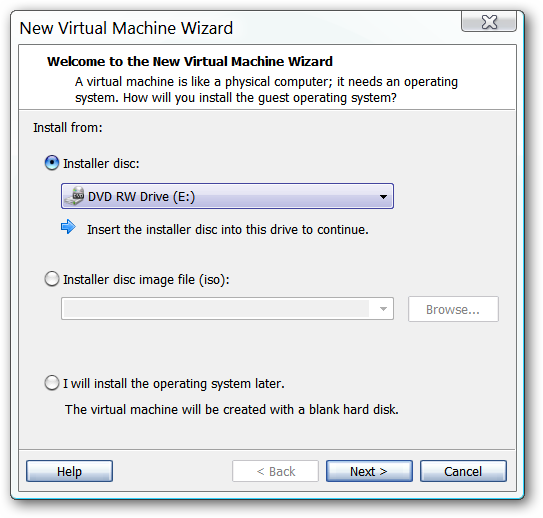 New Virtual Machine Wizard
Welcome to the New Virtual Machine Wizard
A virtual machine is like a physical computer; it needs an operating
system. How will you install the guest operating system?
Install from:
Installer disc:
DVD RW Drive (E:)
Insert the installer disc into this drive to continue.
Installer disc image file (iso):
Browse...
I will install the operating system later.
The virtual machine will be created with a blank hard disk.
Help
< Back
Next >
Cancel